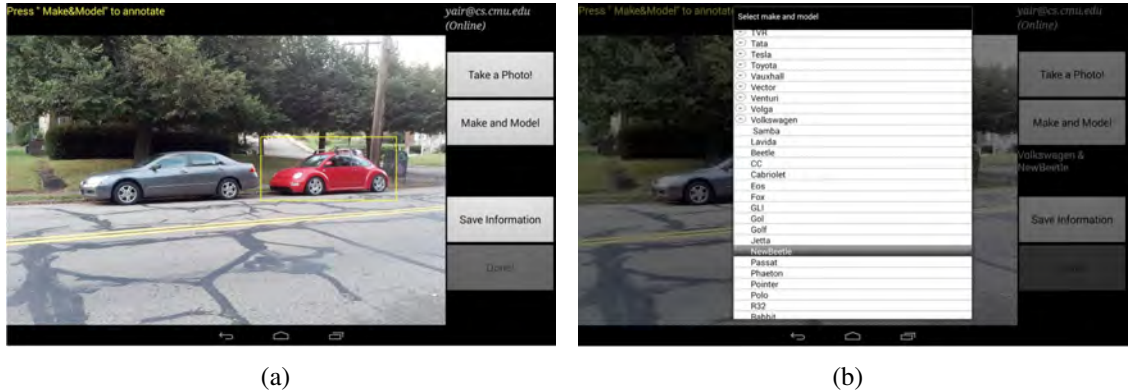 Press " Make&Model" to annotate
yair@cs.cmu.edu
(Online)
Take a Photo!
Make and Model
Save Information
Done!
(a)
Press " Make&Model" to annotate
yair@cs.cmu.edu
(Online)
Select make and model
TVR
Tata
Tesla
Toyota
Vauxhall
Vector
Venturi
Volga
Volkswagen
Samba
Lavida
Beetle
CC
Cabriolet
Eos
Fox
GLI
Gol
Golf
Jetta
NewBeetle
Passat
Phaeton
Pointer
Polo
R32
Rabbit
Take a Photo!
Make and Model
Volkswagen &
NewBeetle
Save Information
(b)